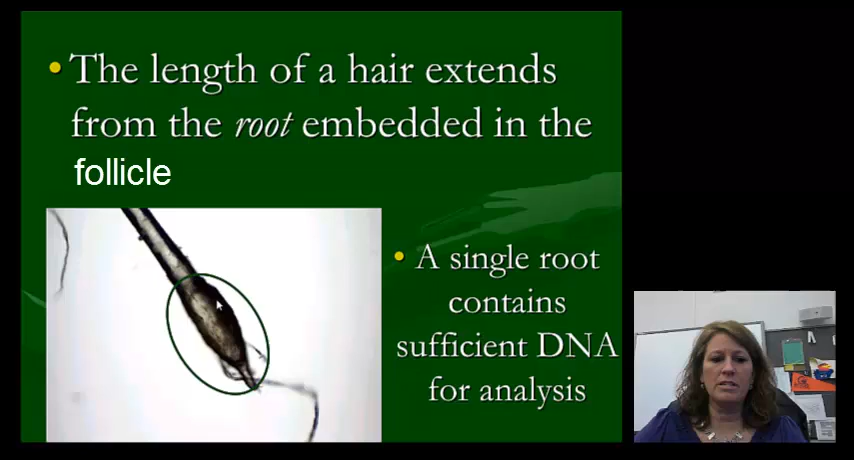 • The length of a hair extends
from the root embedded in the
follicle
• A single root
contains
sufficient DNA
for analysis